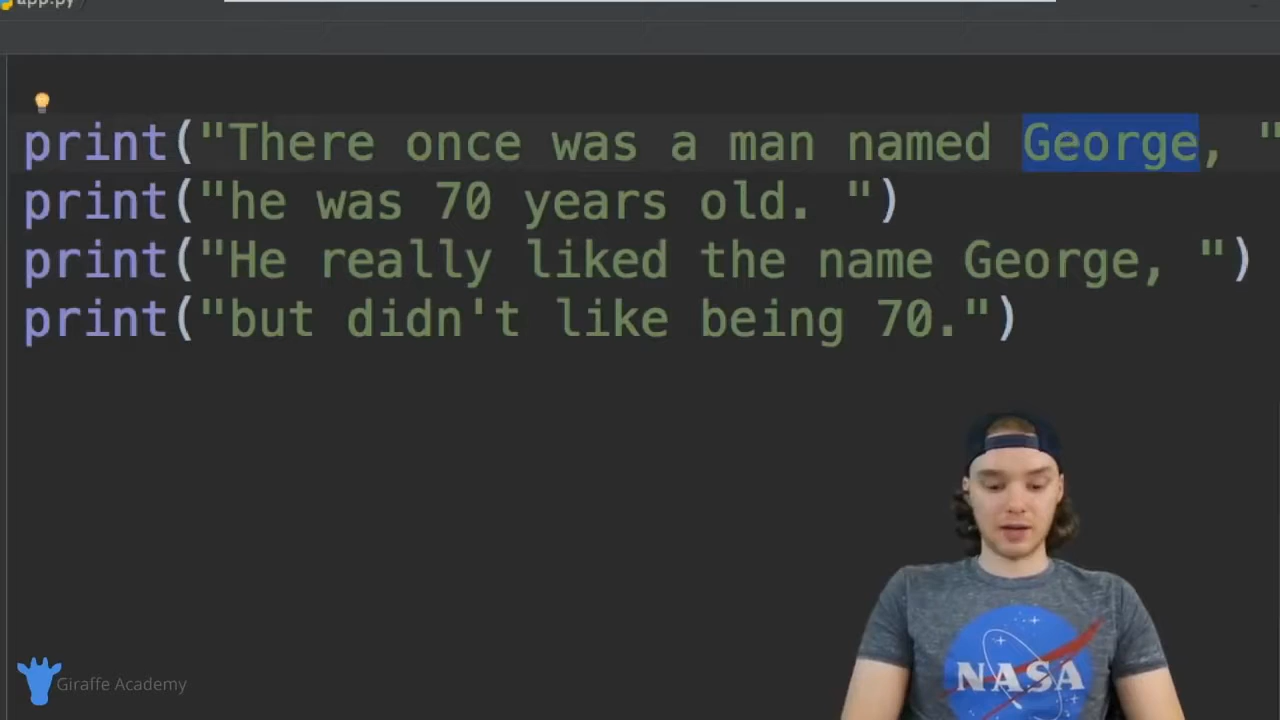 app.py
print("There once was a man named George, "
print("he was 70 years old. ")
print("He really liked the name George, ")
print("but didn't like being 70.")
NASA
Giraffe Academy